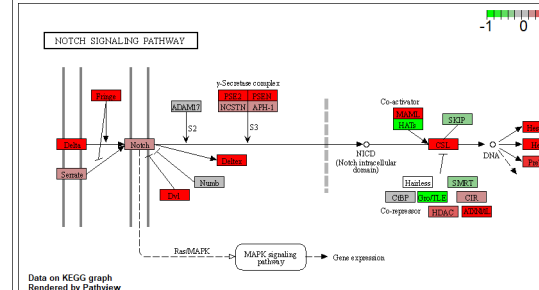 -1 0
NOTCH SIGNALING PATHWAY
γ-Secretase complex
Fringe
PSE2 PSEN
ADAM17
NCSTN APH-1
Co-activator
MAML
HATs
SKIP
S2
S3
Delta
Notch
CSL
DNA
NICD
(Notch intracellular
domain)
Deltex
Serrate
Numb
Hairless
SMRT
Dvl
CtBP
Gro/TLE
CIR
Co-repressor
HDAC
ATXN1L
Ras/MAPK
MAPK signaling
pathway
Gene expression
Data on KEGG graph
Rendered by Pathview